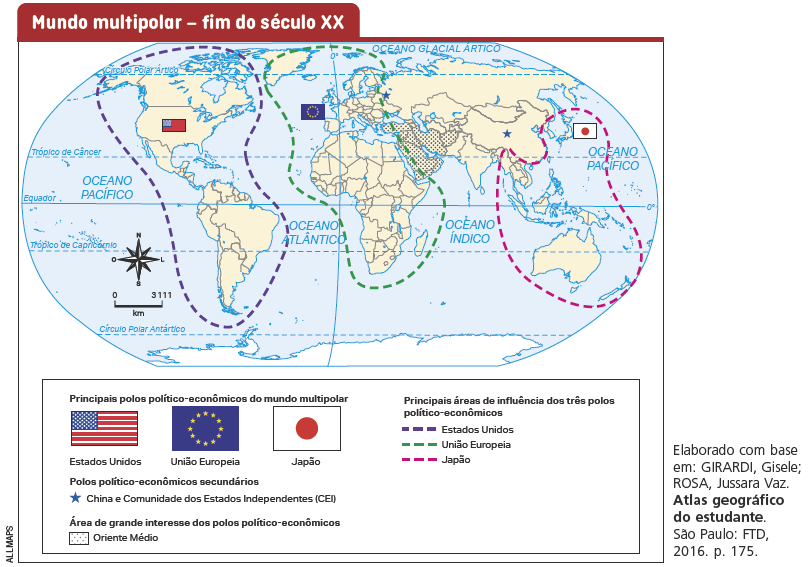 Mundo multipolar – fim do século XX
OCEANO GLACIAL ÁRTICO
0°
Círculo Polar Ártico
Trópico de Câncer
OCEANO
PACÍFICO
OCEANO
PACÍFICO
Equador
0°
OCEANO
ATLÂNTICO
OCEANO
ÍNDICO
Trópico de Capricórnio
N
O
L
S
0
3 111
km
Círculo Polar Antártico
Principais polos político-econômicos do mundo multipolar
Estados Unidos
União Europeia
Japão
Polos político-econômicos secundários
China e Comunidade dos Estados Independentes (CEI)
Área de grande interesse dos polos político-econômicos
Oriente Médio
Principais áreas de influência dos três polos
político-econômicos
Estados Unidos
União Europeia
Japão
ALLMAPS
Elaborado com base
em: GIRARDI, Gisele;
ROSA, Jussara Vaz.
Atlas geográfico
do estudante.
São Paulo: FTD,
2016. p. 175.